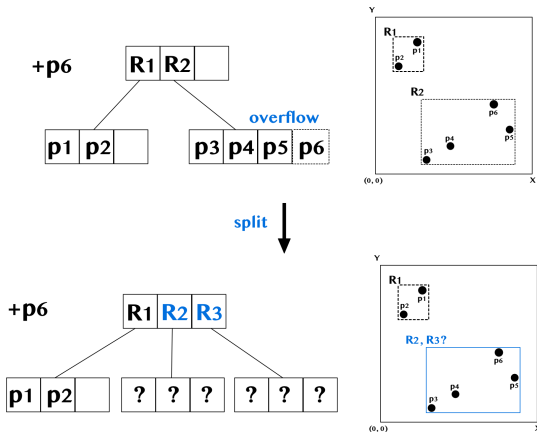 Y
R1
p1
p2
+p6
R1 R2
R2
overflow
p6
p5
p4
p3
p1 p2
p3 p4 p5 p6
(0, 0)
X
split
Y
R1
p1
p2
+p6
R1 R2 R3
R2, R3?
p6
p5
p4
p3
p1 p2
? ? ?
? ? ?
(0, 0)
X